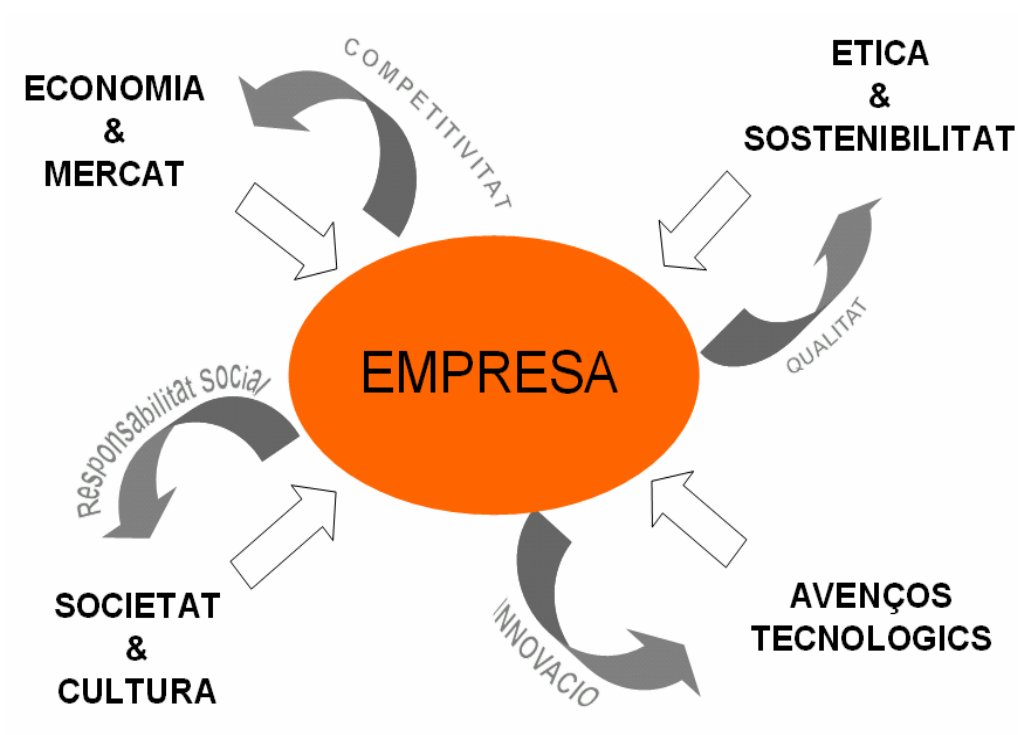 ECONOMIA
&
MERCAT
COMPETITIVITAT
ETICA
&
SOSTENIBILITAT
EMPRESA
QUALITAT
Responsabilitat social
SOCIETAT
&
CULTURA
INNOVACIO
AVENÇOS
TECNOLOGICS